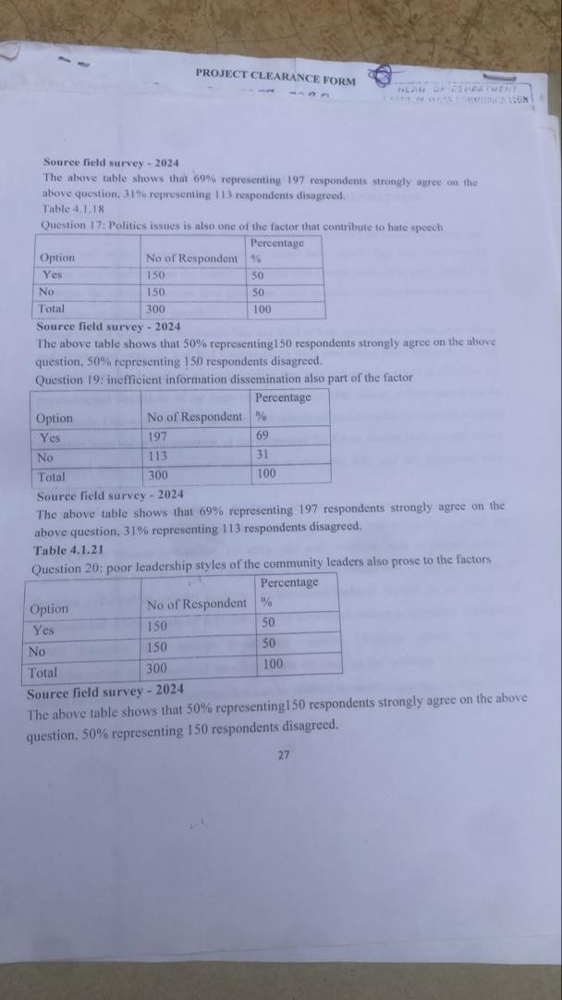 PROJECT CLEARANCE FORM
HEAD OF DEPARTMENT
Source field survey - 2024
The above table shows that 69% representing 197 respondents strongly agree on the
above question, 31% representing 113 respondents disagreed.
Table 4.1.18
Question 17: Politics issues is also one of the factor that contribute to hate speech
Option No of Respondent Percentage %
Yes 150 50
No 150 50
Total 300 100
Source field survey - 2024
The above table shows that 50% representing150 respondents strongly agree on the above
question, 50% representing 150 respondents disagreed.
Question 19: inefficient information dissemination also part of the factor
Option No of Respondent Percentage %
Yes 197 69
No 113 31
Total 300 100
Source field survey - 2024
The above table shows that 69% representing 197 respondents strongly agree on the
above question, 31% representing 113 respondents disagreed.
Table 4.1.21
Question 20: poor leadership styles of the community leaders also prose to the factors
Option No of Respondent Percentage %
Yes 150 50
No 150 50
Total 300 100
Source field survey - 2024
The above table shows that 50% representing150 respondents strongly agree on the above
question, 50% representing 150 respondents disagreed.
27